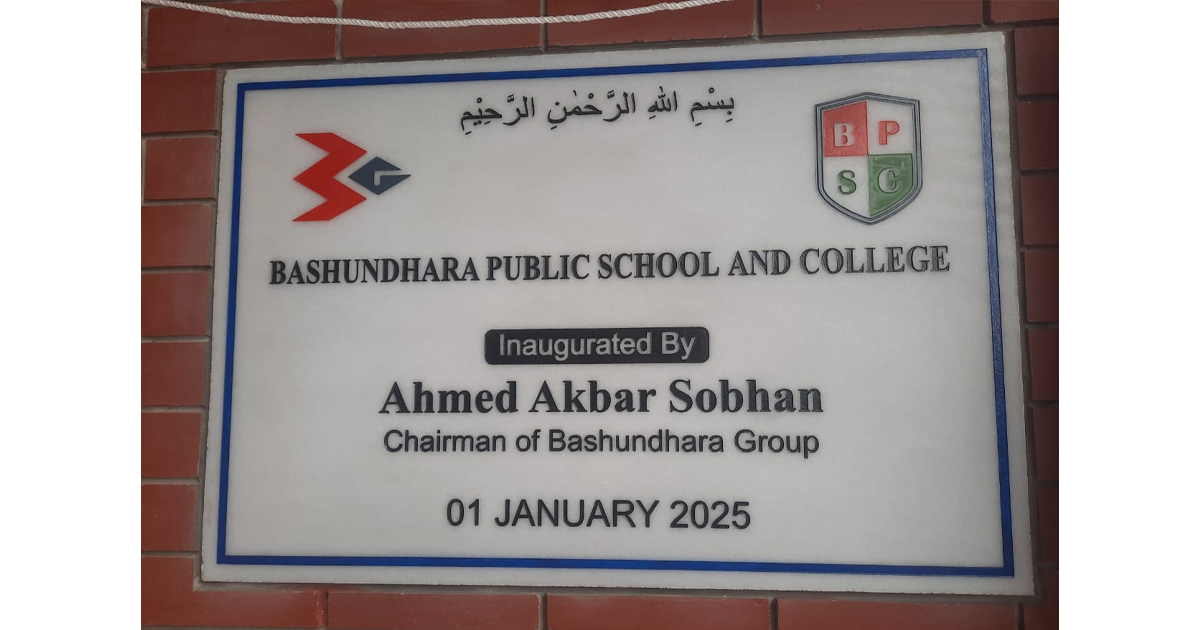 بِسْمِ اللهِ الرَّحْمٰنِ الرَّحِيْمِ
B P
S C
BASHUNDHARA PUBLIC SCHOOL AND COLLEGE
Inaugurated By
Ahmed Akbar Sobhan
Chairman of Bashundhara Group
01 JANUARY 2025